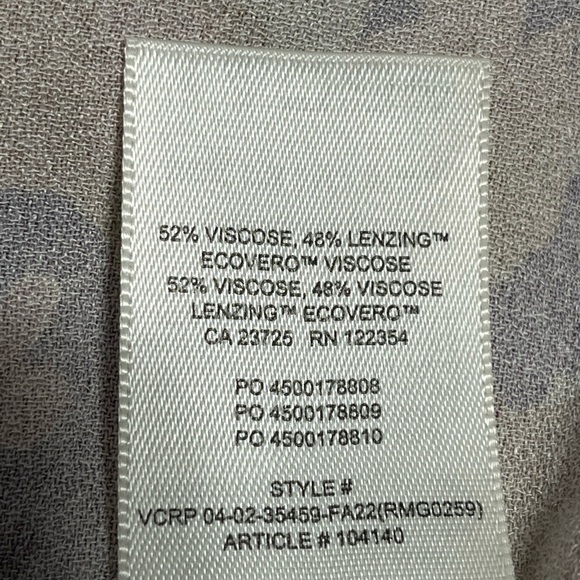 52% VISCOSE, 48% LENZING™
ECOVERO™ VISCOSE
52% VISCOSE, 48% VISCOSE
LENZING™ ECOVERO™
CA 23725 RN 122354
PO 4500178808
PO 4500178809
PO 4500178810
STYLE #
VCRP 04-02-35459-FA22(RMG0259)
ARTICLE # 104140